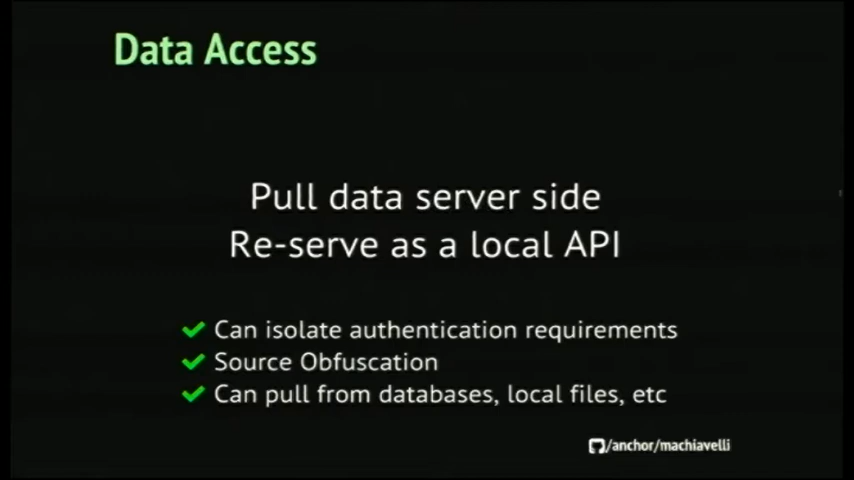 Data Access
Pull data server side
Re-serve as a local API
Can isolate authentication requirements
Source Obfuscation
Can pull from databases, local files, etc
/anchor/machiavelli